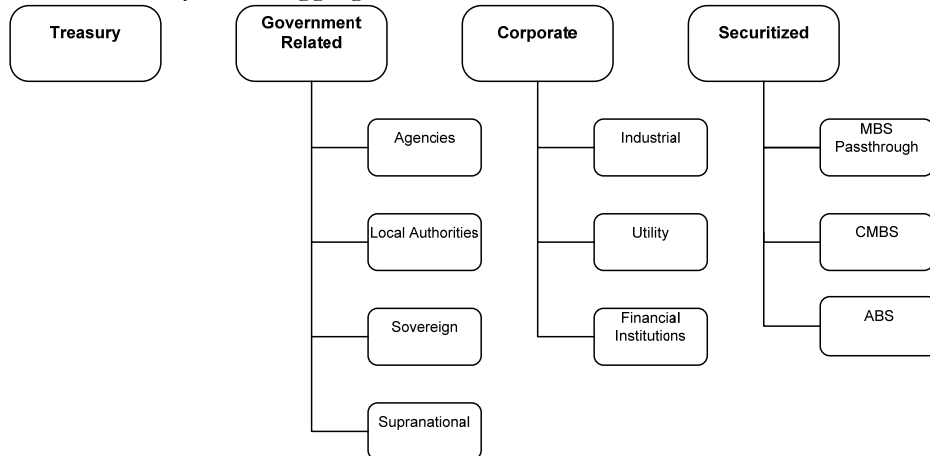 Treasury
Government
Related
Agencies
Local Authorities
Sovereign
Supranational
Corporate
Industrial
Utility
Financial
Institutions
Securitized
MBS
Passthrough
CMBS
ABS